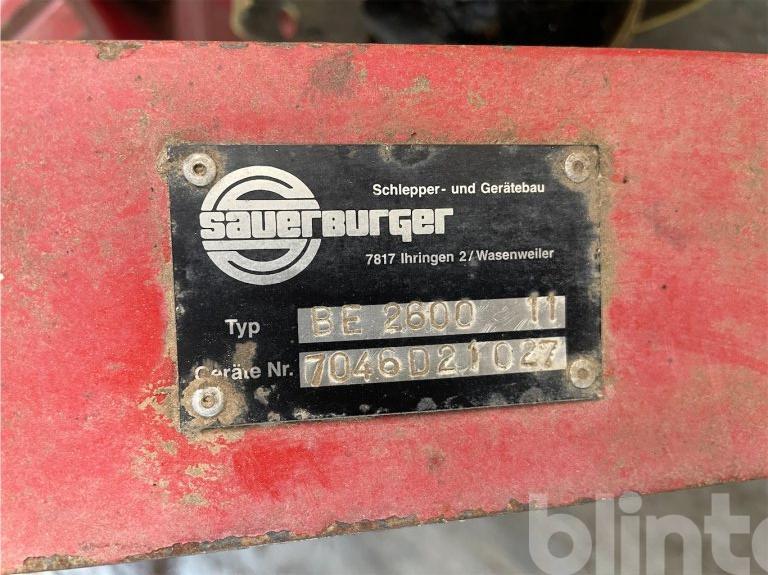 Schlepper- und Gerätebau
SAUERBURGER
7817 Ihringen 2/Wasenweiler
Typ BE 2600 11
Geräte Nr. 7046D21027
blinto